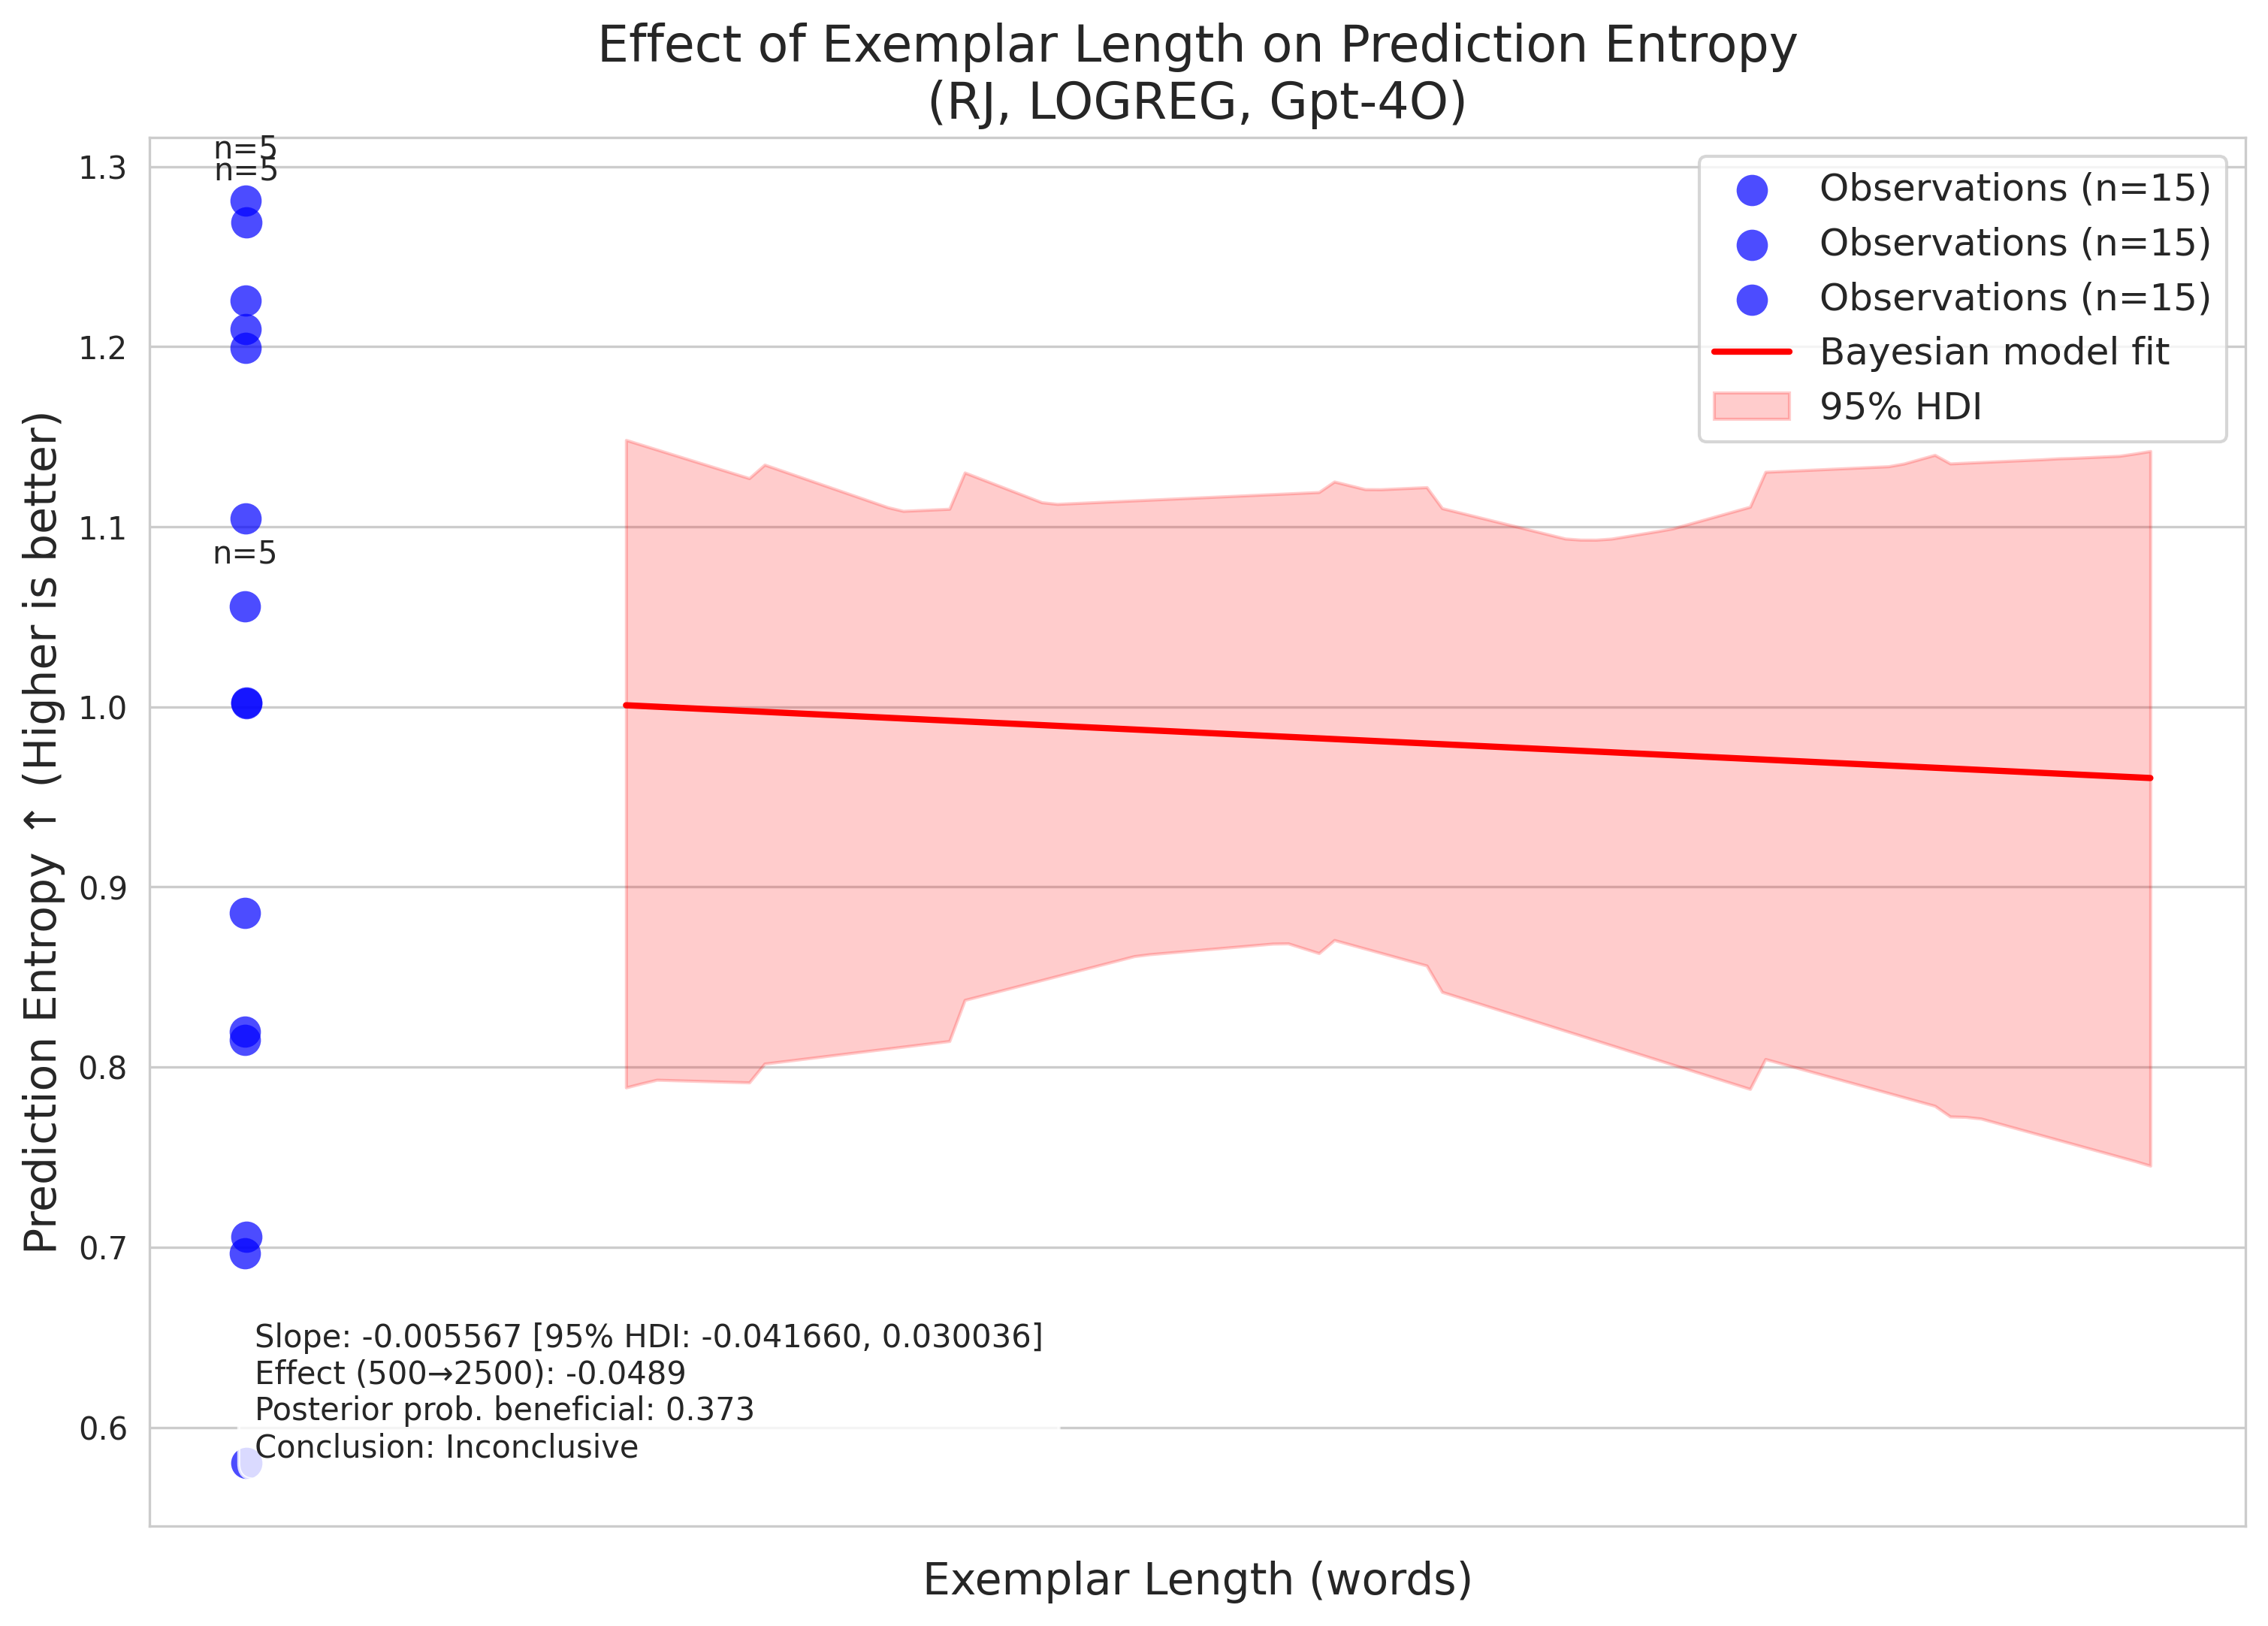 Effect of Exemplar Length on Prediction Entropy
(RJ, LOGREG, Gpt-4O)
n=5
n=5
n=5
1.3
1.2
1.1
1.0
0.9
0.8
0.7
0.6
Prediction Entropy ↑ (Higher is better)
Observations (n=15)
Observations (n=15)
Observations (n=15)
Bayesian model fit
95% HDI
Slope: -0.005567 [95% HDI: -0.041660, 0.030036]
Effect (500→2500): -0.0489
Posterior prob. beneficial: 0.373
Conclusion: Inconclusive
Exemplar Length (words)